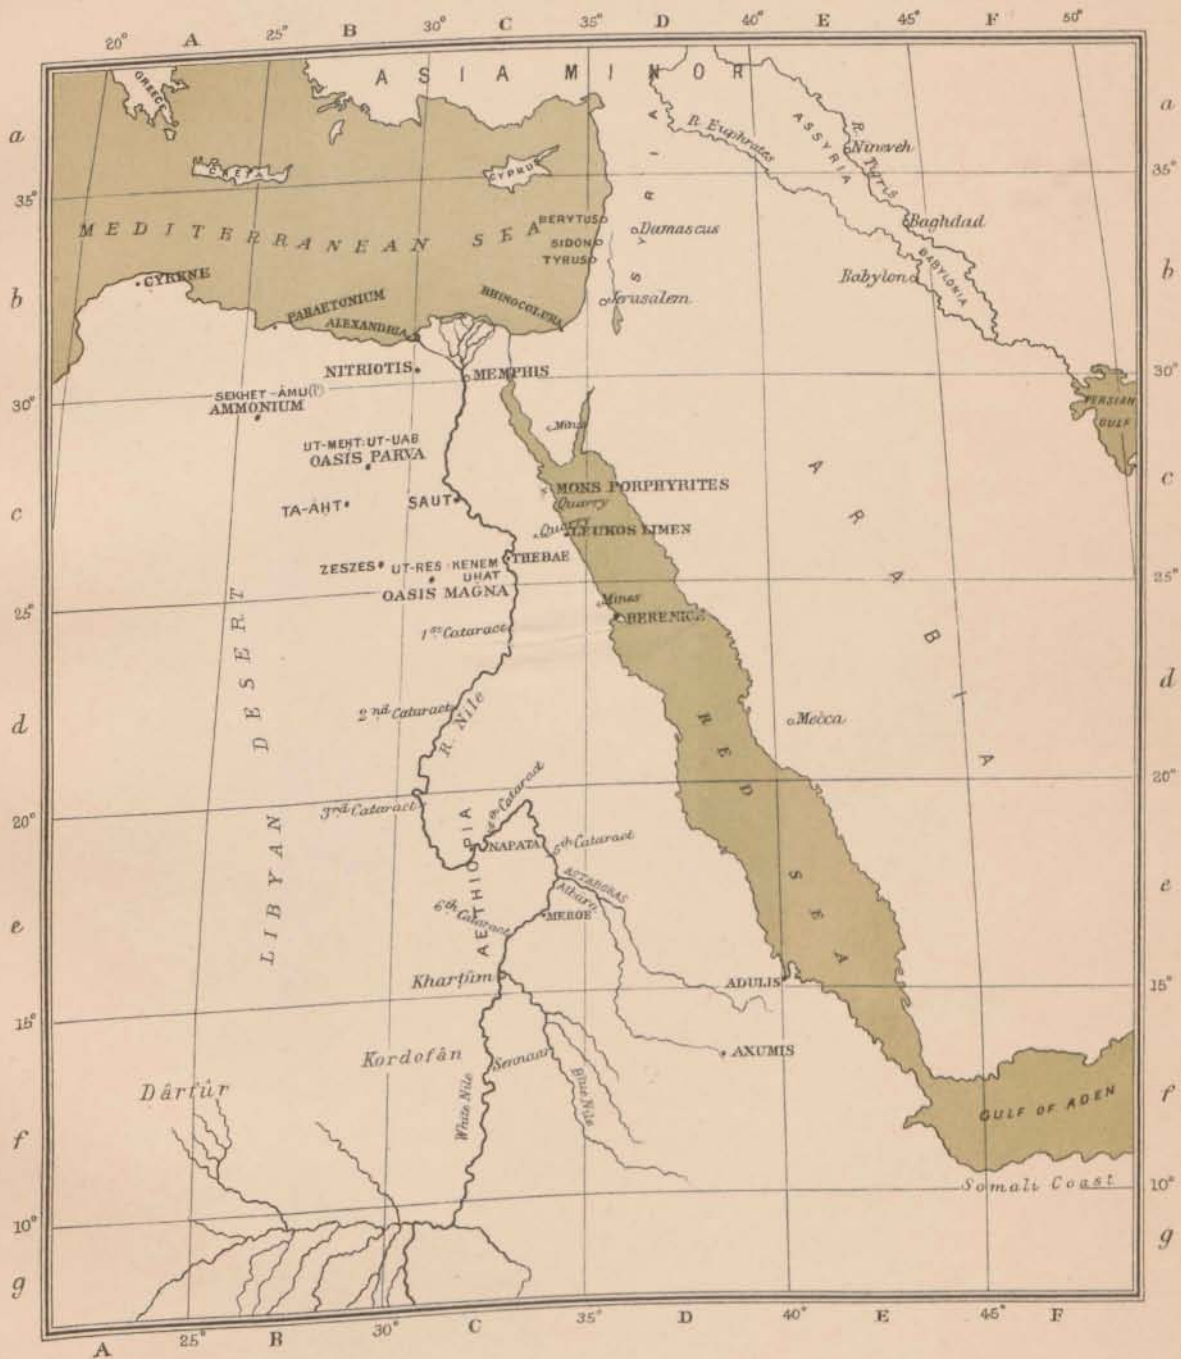 20° A 25° B 30° C 35° D 40° E 45° F 50°
a
GREECE
ASIA MINOR
SYRIA
R. Euphrates
ASSYRIA
R. Tigris
Nineveh
a
CRETA
CYPRUS
35°
35°
MEDITERRANEAN SEA
BERYTUS
Damascus
Baghdad
SIDON
TYRUS
b
CYRENE
Babylon
BABYLONIA
b
PARAETONIUM
RHINOCOLURA
Jerusalem
ALEXANDRIA
NITRIOTIS
MEMPHIS
30°
SEKHET-ÀMU(?)
AMMONIUM
30°
PERSIAN
GULF
Mine
UT-MEḤT: UT-UAB
OASIS PARVA
c
ARABIA
MONS PORPHYRITES
TA-ÀḤT
SAUT
Quarry
c
Quarry
LEUKOS LIMEN
THEBAE
ZESZES
UT-RES: KENEM
UHAT
OASIS MAGNA
25°
25°
Mines
BERENICE
1st Cataract
LIBYAN DESERT
d
2nd Cataract
R. Nile
Mecca
d
RED SEA
20°
3rd Cataract
20°
4th Cataract
AETHIOPIA
NAPATA
5th Cataract
ASTABORAS
Atbara
e
6th Cataract
MEROE
e
Kharṭûm
ADULIS
15°
15°
Kordofân
Sennaar
AXUMIS
Dârfûr
White Nile
Blue Nile
GULF OF ADEN
f
f
Somali Coast
10°
10°
g
g
A 25° B 30° C 35° D 40° E 45° F